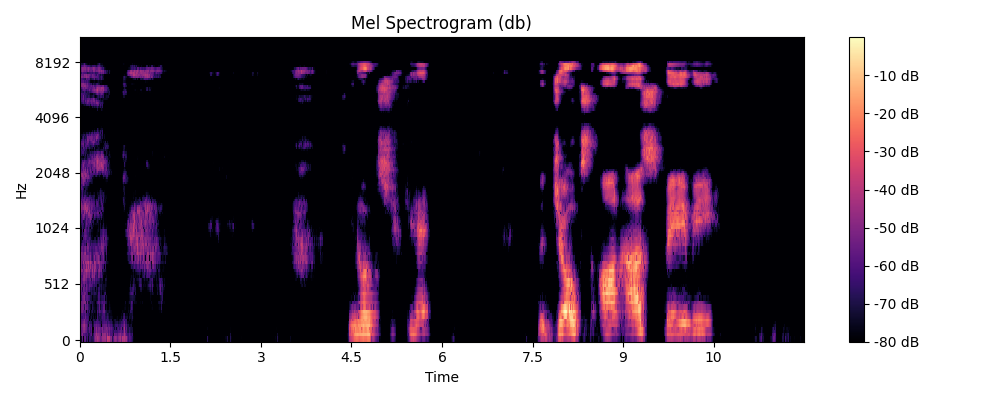 Mel Spectrogram (db)
8192
4096
2048
1024
512
0
Hz
0 1.5 3 4.5 6 7.5 9 10
Time
-10 dB
-20 dB
-30 dB
-40 dB
-50 dB
-60 dB
-70 dB
-80 dB